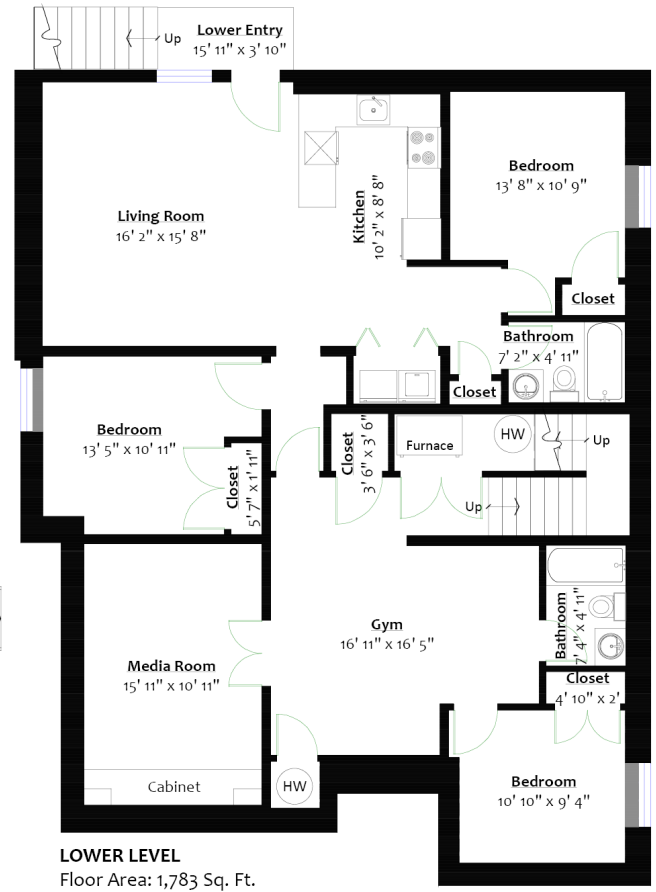 Lower Entry
15' 11" x 3' 10"
Up
Living Room
16' 2" x 15' 8"
Kitchen
10' 2" x 8' 8"
Bedroom
13' 8" x 10' 9"
Closet
Bathroom
7' 2" x 4' 11"
Closet
Bedroom
13' 5" x 10' 11"
Closet
5' 7" x 1' 11"
Closet
3' 6" x 3' 6"
Furnace
HW
Up
Up
Gym
16' 11" x 16' 5"
Bathroom
7' 4" x 4' 11"
Closet
4' 10" x 2'
Media Room
15' 11" x 10' 11"
Cabinet
HW
Bedroom
10' 10" x 9' 4"
LOWER LEVEL
Floor Area: 1,783 Sq. Ft.